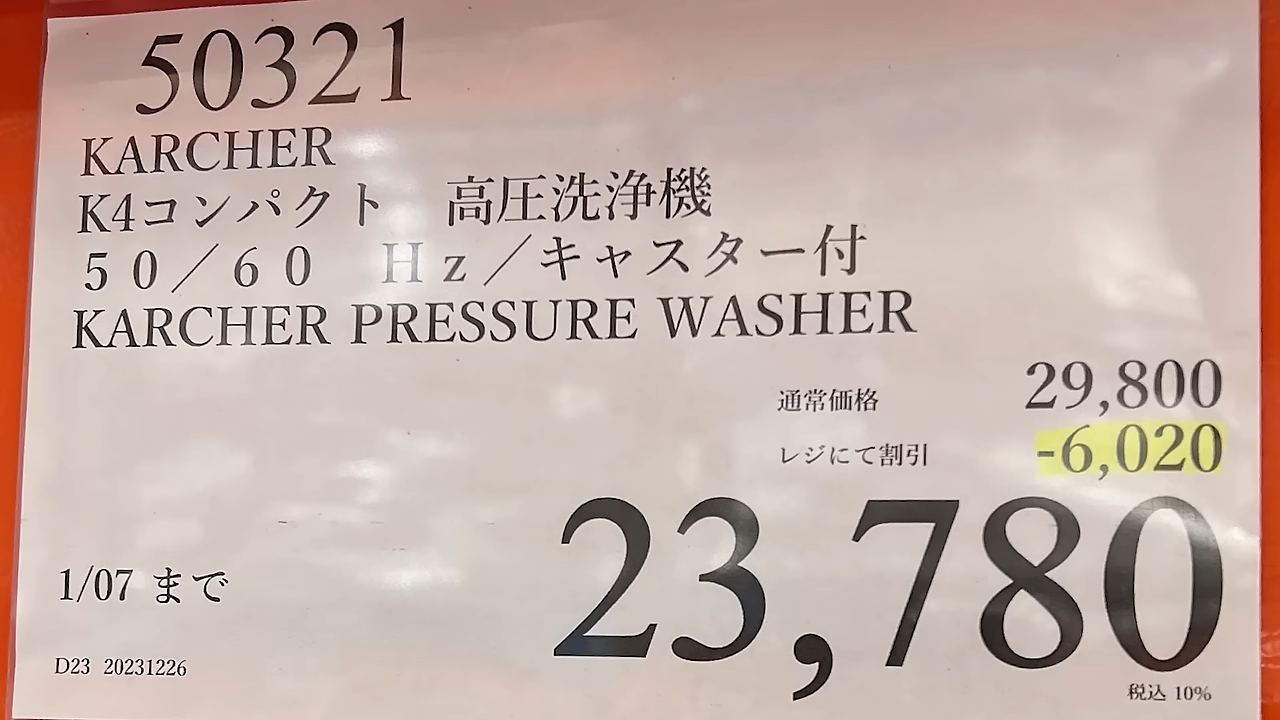 50321
KARCHER
K4コンパクト　高圧洗浄機
５０／６０　Ｈｚ／キャスター付
KARCHER PRESSURE WASHER
通常価格 29,800
レジにて割引 -6,020
23,780
1/07 まで
D23 20231226
税込 10%